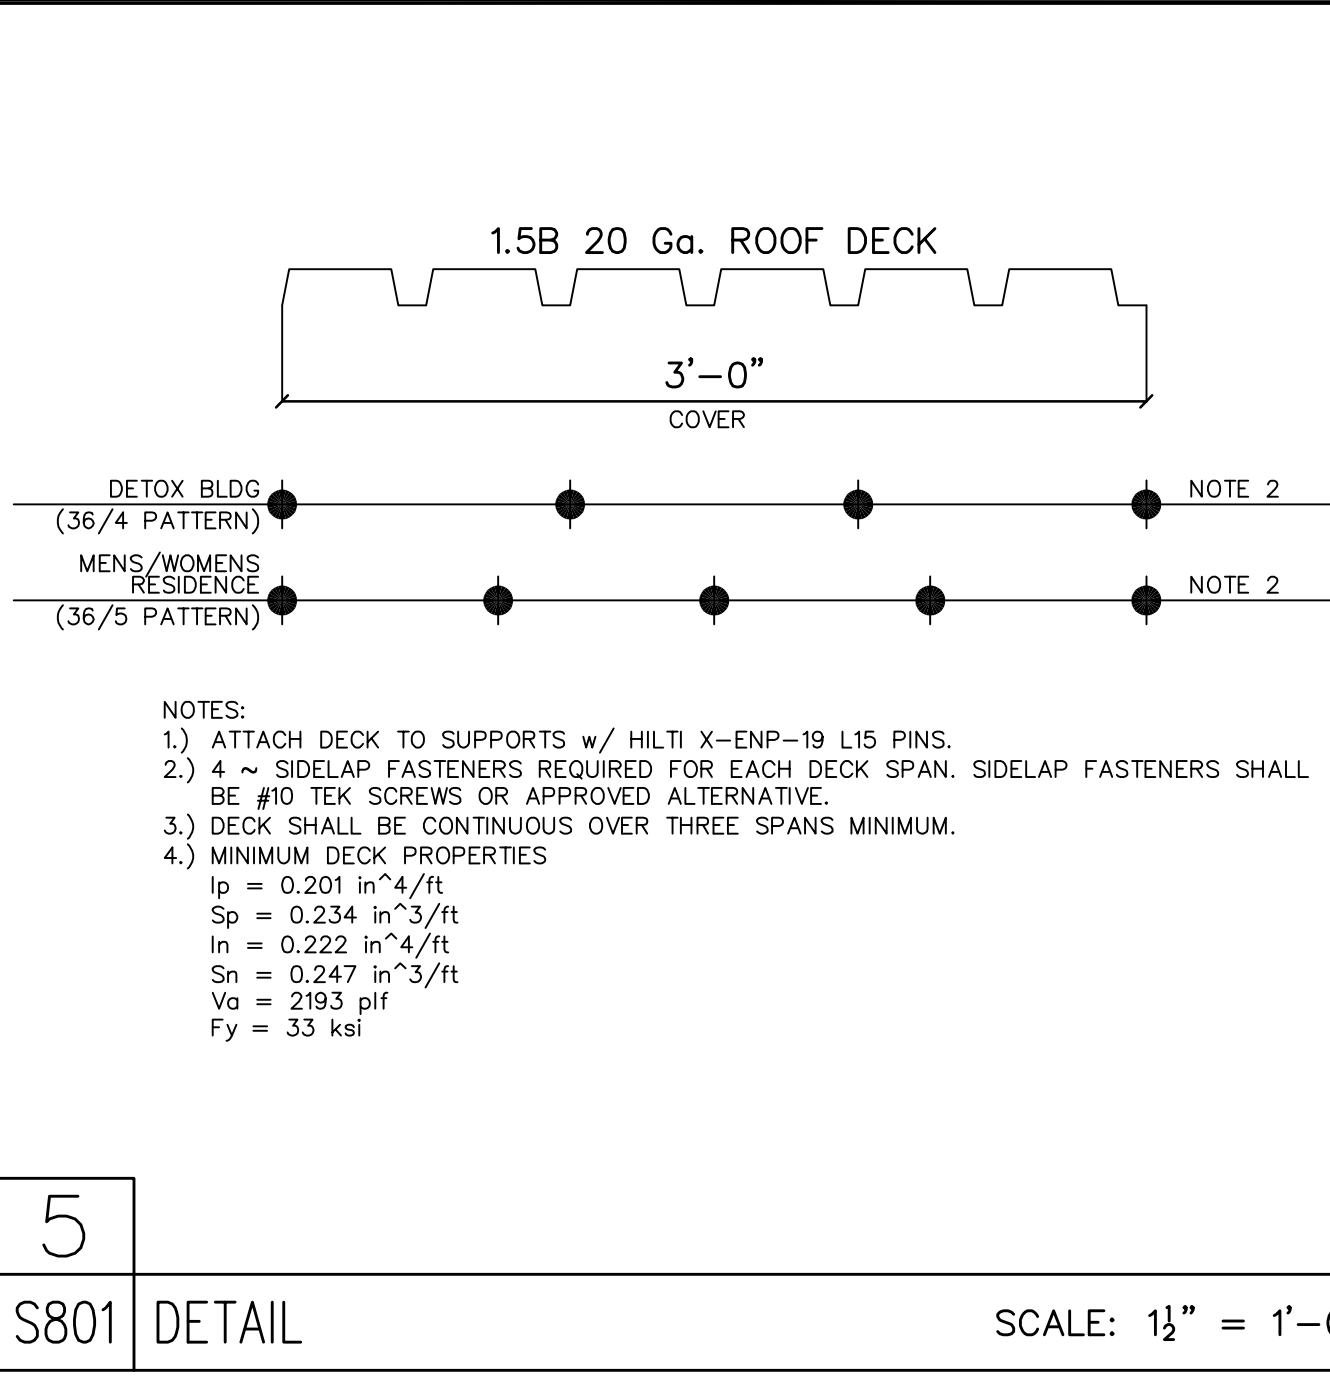 1.5B 20 Ga. ROOF DECK
3'-0"
COVER
DETOX BLDG
(36/4 PATTERN)
NOTE 2
MENS/WOMENS
RESIDENCE
(36/5 PATTERN)
NOTE 2
NOTES:
1.) ATTACH DECK TO SUPPORTS w/ HILTI X-ENP-19 L15 PINS.
2.) 4 ~ SIDELAP FASTENERS REQUIRED FOR EACH DECK SPAN. SIDELAP FASTENERS SHALL
BE #10 TEK SCREWS OR APPROVED ALTERNATIVE.
3.) DECK SHALL BE CONTINUOUS OVER THREE SPANS MINIMUM.
4.) MINIMUM DECK PROPERTIES
Ip = 0.201 in^4/ft
Sp = 0.234 in^3/ft
In = 0.222 in^4/ft
Sn = 0.247 in^3/ft
Va = 2193 plf
Fy = 33 ksi
5
S801 DETAIL
SCALE: 1½" = 1'-0